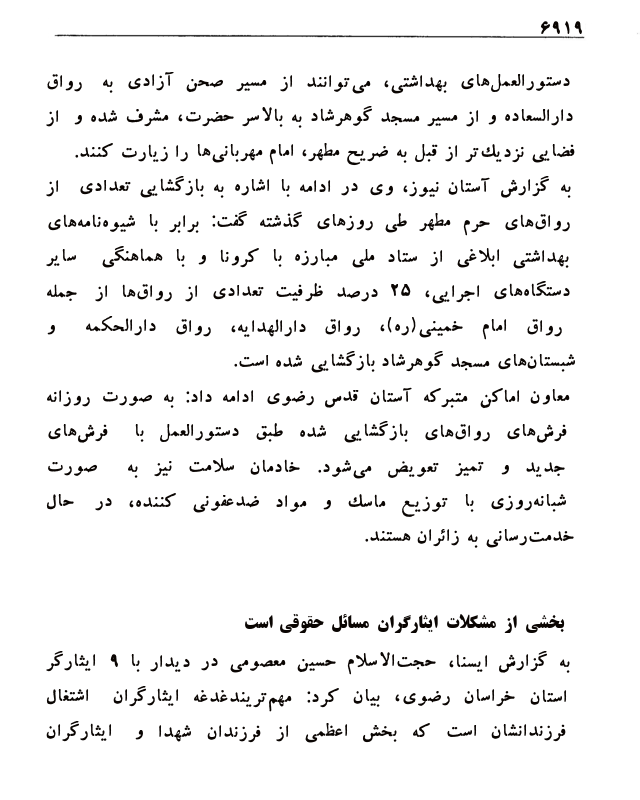 ۶۹۱۹
دستورالعمل‌های بهداشتی، می‌توانند از مسیر صحن آزادی به رواق
دارالسعاده و از مسیر مسجد گوهرشاد به بالاسر حضرت، مشرف شده و از
فضایی نزدیك‌تر از قبل به ضریح مطهر، امام مهربانی‌ها را زیارت کنند.
به گزارش آستان نیوز، وی در ادامه با اشاره به بازگشایی تعدادی از
رواق‌های حرم مطهر طی روزهای گذشته گفت: برابر با شیوه‌نامه‌های
بهداشتی ابلاغی از ستاد ملی مبارزه با کرونا و با هماهنگی سایر
دستگاه‌های اجرایی، ۲۵ درصد ظرفیت تعدادی از رواق‌ها از جمله
رواق امام خمینی(ره)، رواق دارالهدایه، رواق دارالحکمه و
شبستان‌های مسجد گوهرشاد بازگشایی شده است.
معاون اماکن متبرکه آستان قدس رضوی ادامه داد: به صورت روزانه
فرش‌های رواق‌های بازگشایی شده طبق دستورالعمل با فرش‌های
جدید و تمیز تعویض می‌شود. خادمان سلامت نیز به صورت
شبانه‌روزی با توزیع ماسك و مواد ضدعفونی کننده، در حال
خدمت‌رسانی به زائران هستند.
بخشی از مشکلات ایثارگران مسائل حقوقی است
به گزارش ایسنا، حجت‌الاسلام حسین معصومی در دیدار با ۹ ایثارگر
استان خراسان رضوی، بیان کرد: مهم‌تریندغدغه ایثارگران اشتغال
فرزندانشان است که بخش اعظمی از فرزندان شهدا و ایثارگران